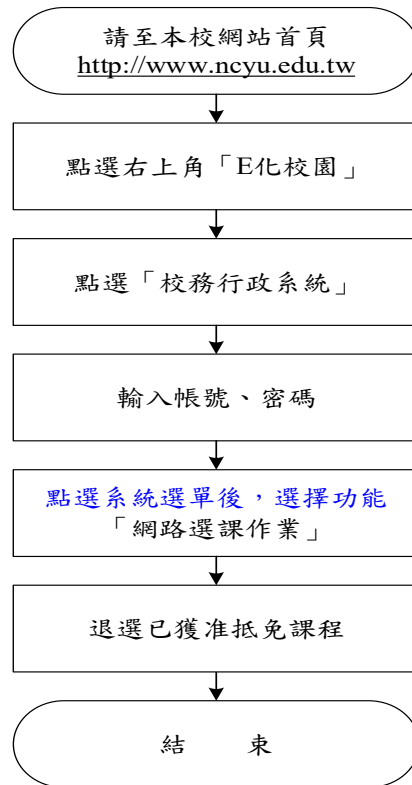 請至本校網站首頁
http://www.ncyu.edu.tw
點選右上角「E化校園」
點選「校務行政系統」
輸入帳號、密碼
點選系統選單後，選擇功能
「網路選課作業」
退選已獲准抵免課程
結　　束